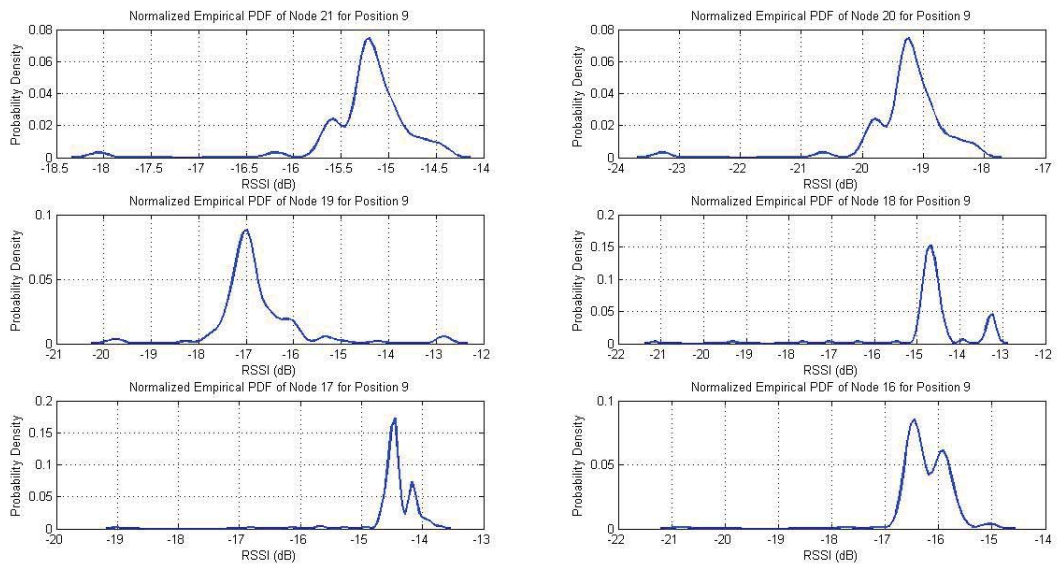 Normalized Empirical PDF of Node 21 for Position 9
Probability Density
0.08
0.06
0.04
0.02
0
-18.5 -18 -17.5 -17 -16.5 -16 -15.5 -15 -14.5 -14
RSSI (dB)
Normalized Empirical PDF of Node 20 for Position 9
Probability Density
0.08
0.06
0.04
0.02
0
-24 -23 -22 -21 -20 -19 -18 -17
RSSI (dB)
Normalized Empirical PDF of Node 19 for Position 9
Probability Density
0.1
0.05
0
-21 -20 -19 -18 -17 -16 -15 -14 -13 -12
RSSI (dB)
Normalized Empirical PDF of Node 18 for Position 9
Probability Density
0.2
0.15
0.1
0.05
0
-22 -21 -20 -19 -18 -17 -16 -15 -14 -13 -12
RSSI (dB)
Normalized Empirical PDF of Node 17 for Position 9
Probability Density
0.2
0.15
0.1
0.05
0
-20 -19 -18 -17 -16 -15 -14 -13
RSSI (dB)
Normalized Empirical PDF of Node 16 for Position 9
Probability Density
0.1
0.05
0
-22 -21 -20 -19 -18 -17 -16 -15 -14
RSSI (dB)